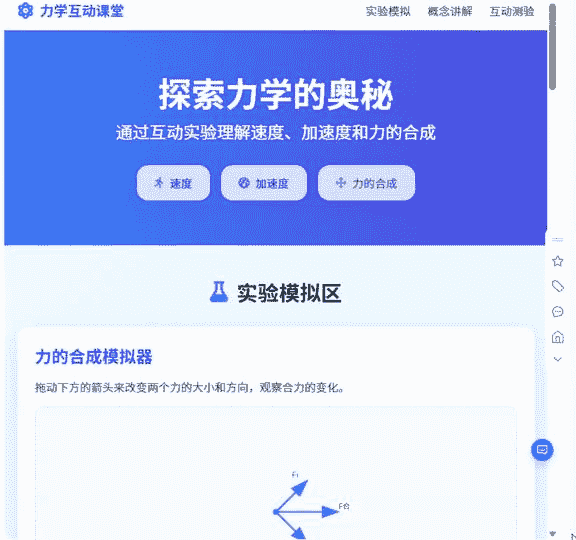 力学互动课堂
实验模拟 概念讲解 互动测验
探索力学的奥秘
通过互动实验理解速度、加速度和力的合成
速度 加速度 力的合成
实验模拟区
力的合成模拟器
拖动下方的箭头来改变两个力的大小和方向，观察合力的变化。
F₁
F合